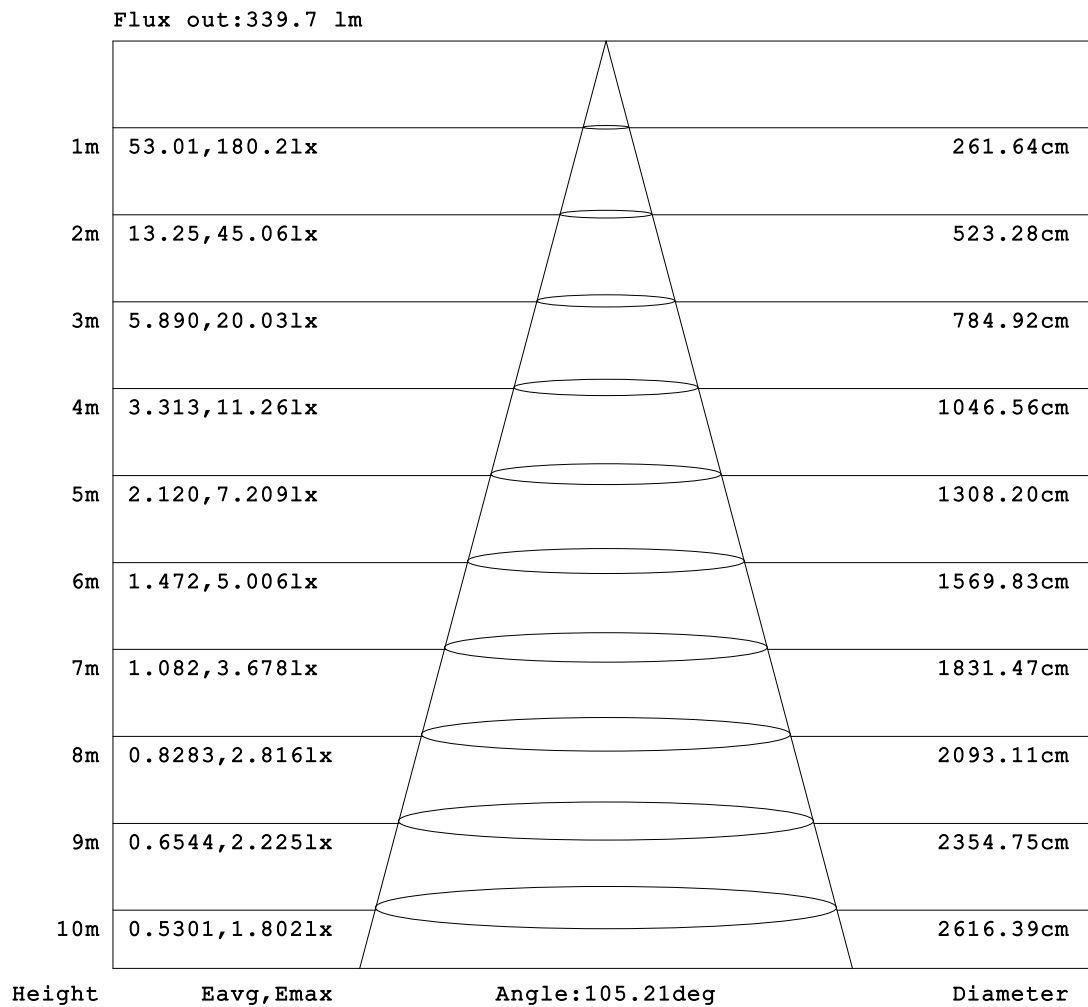 Flux out:339.7 lm
1m 53.01,180.2lx 261.64cm
2m 13.25,45.06lx 523.28cm
3m 5.890,20.03lx 784.92cm
4m 3.313,11.26lx 1046.56cm
5m 2.120,7.209lx 1308.20cm
6m 1.472,5.006lx 1569.83cm
7m 1.082,3.678lx 1831.47cm
8m 0.8283,2.816lx 2093.11cm
9m 0.6544,2.225lx 2354.75cm
10m 0.5301,1.802lx 2616.39cm
Height Eavg,Emax Angle:105.21deg Diameter